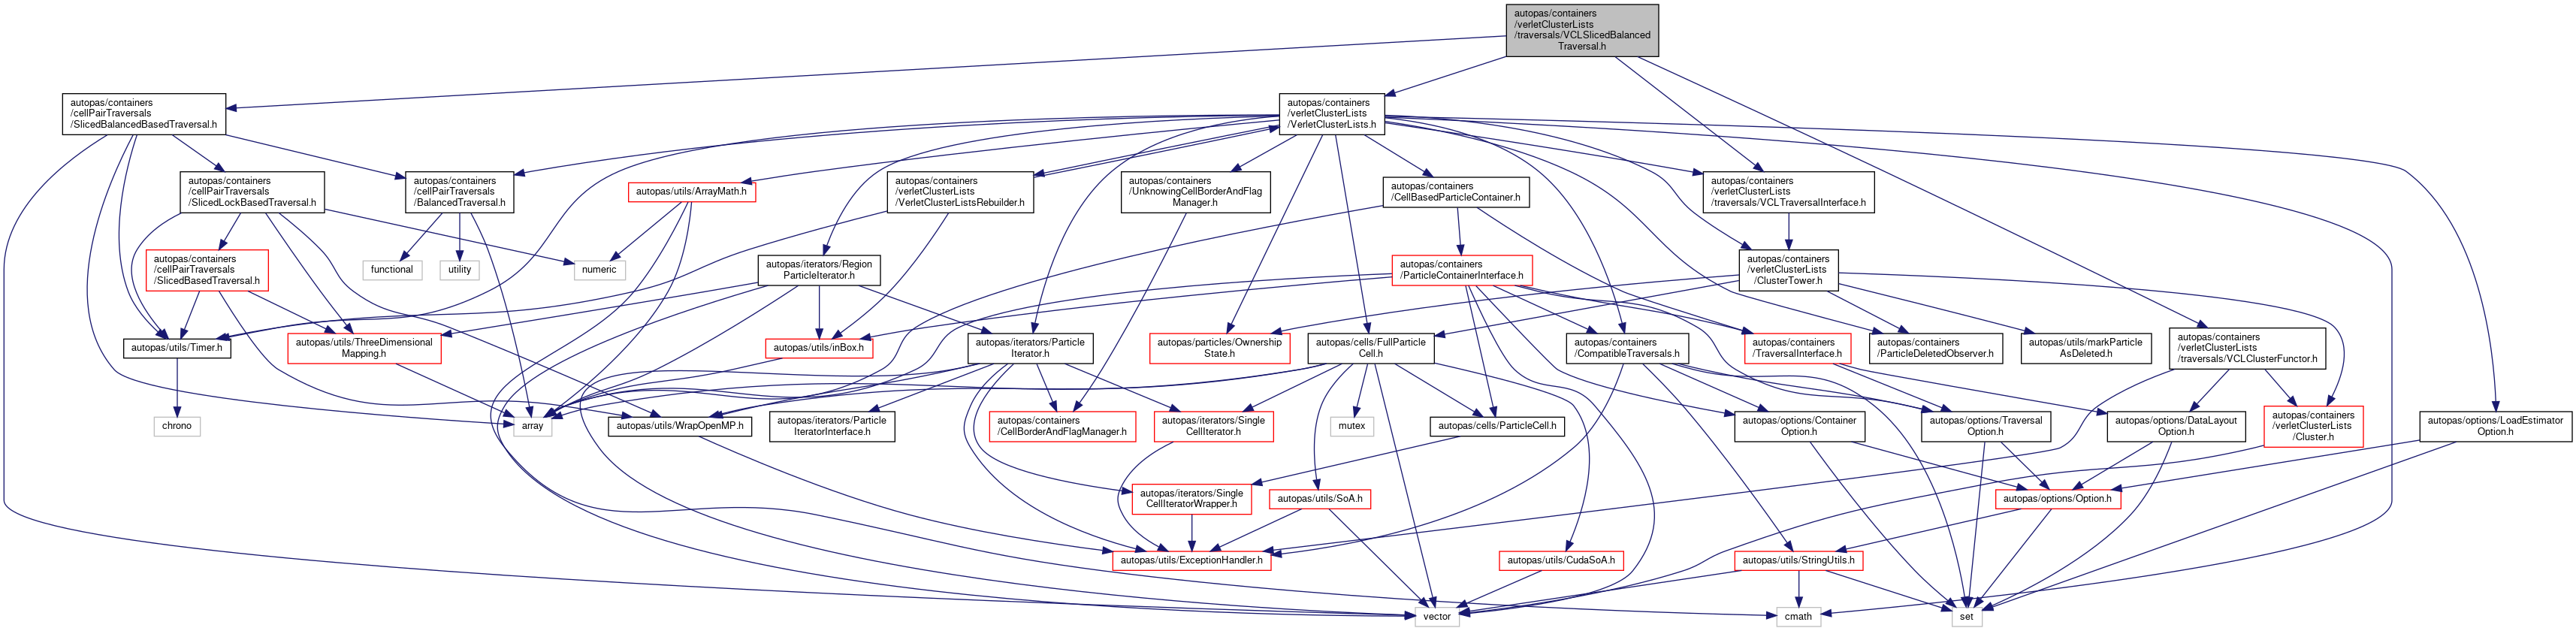 autopas/containers
/verletClusterLists
/traversals/VCLSlicedBalanced
Traversal.h
autopas/containers
/cellPairTraversals
/SlicedBalancedBasedTraversal.h
autopas/containers
/verletClusterLists
/VerletClusterLists.h
autopas/containers
/cellPairTraversals
/SlicedLockBasedTraversal.h
autopas/containers
/cellPairTraversals
/BalancedTraversal.h
autopas/utils/ArrayMath.h
autopas/containers
/verletClusterLists
/VerletClusterListsRebuilder.h
autopas/containers
/UnknowingCellBorderAndFlag
Manager.h
autopas/containers
/CellBasedParticleContainer.h
autopas/containers
/verletClusterLists
/traversals/VCLTraversalInterface.h
autopas/containers
/cellPairTraversals
/SlicedBasedTraversal.h
functional
utility
numeric
autopas/iterators/Region
ParticleIterator.h
autopas/containers
/ParticleContainerInterface.h
autopas/containers
/verletClusterLists
/ClusterTower.h
autopas/utils/Timer.h
autopas/utils/ThreeDimensional
Mapping.h
autopas/utils/inBox.h
autopas/iterators/Particle
Iterator.h
autopas/particles/Ownership
State.h
autopas/cells/FullParticle
Cell.h
autopas/containers
/CompatibleTraversals.h
autopas/containers
/TraversalInterface.h
autopas/containers
/ParticleDeletedObserver.h
autopas/utils/markParticle
AsDeleted.h
autopas/containers
/verletClusterLists
/traversals/VCLClusterFunctor.h
chrono
array
autopas/utils/WrapOpenMP.h
autopas/iterators/Particle
IteratorInterface.h
autopas/containers
/CellBorderAndFlagManager.h
autopas/iterators/Single
CellIterator.h
mutex
autopas/cells/ParticleCell.h
autopas/options/Container
Option.h
autopas/options/Traversal
Option.h
autopas/options/DataLayout
Option.h
autopas/containers
/verletClusterLists
/Cluster.h
autopas/options/LoadEstimator
Option.h
autopas/iterators/Single
CellIteratorWrapper.h
autopas/utils/SoA.h
autopas/options/Option.h
autopas/utils/ExceptionHandler.h
autopas/utils/CudaSoA.h
autopas/utils/StringUtils.h
vector
cmath
set